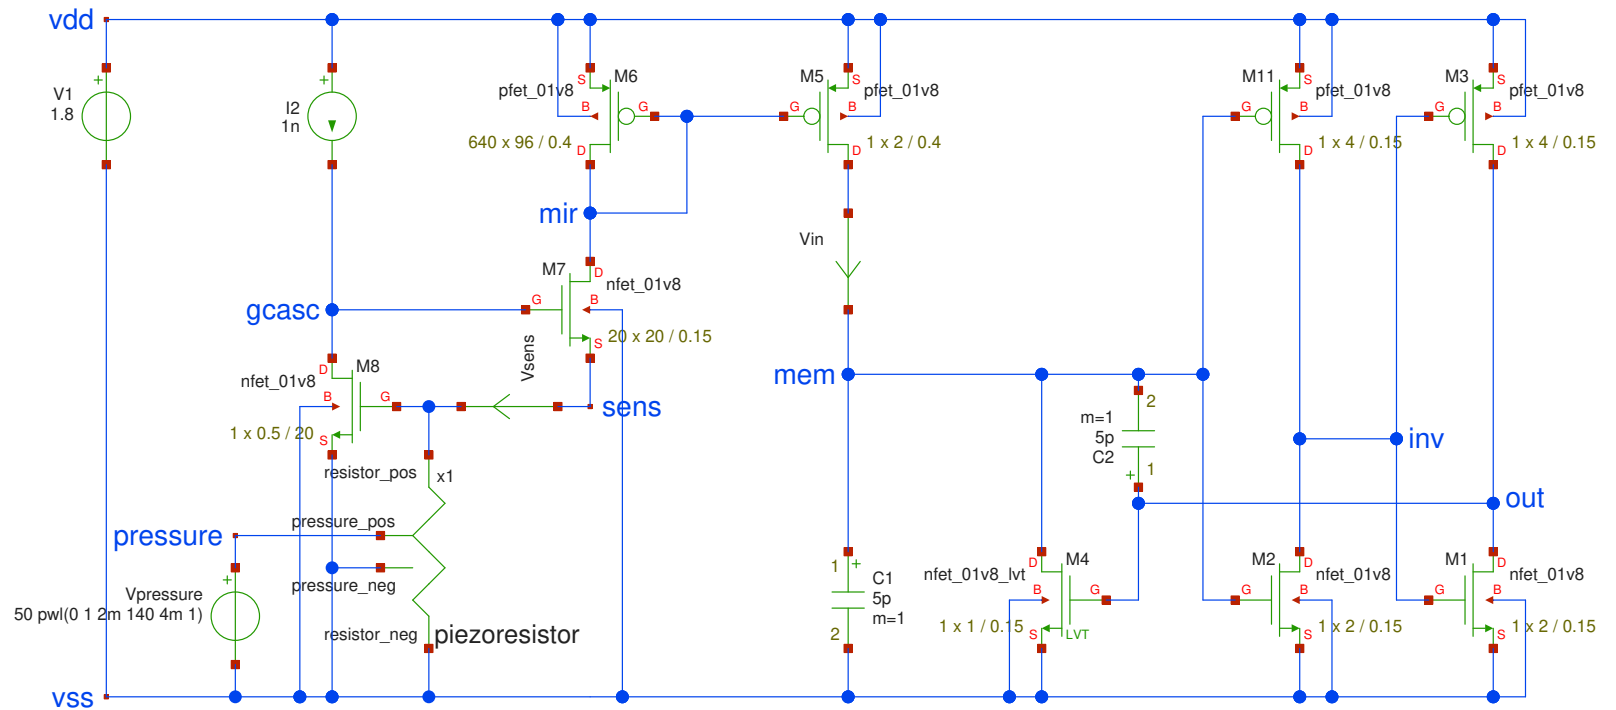 vdd
V1
1.8
+
I2
1n
+
M6
pfet_01v8
S
B
G
D
640 x 96 / 0.4
M5
pfet_01v8
S
B
G
D
1 x 2 / 0.4
M11
pfet_01v8
S
B
G
D
1 x 4 / 0.15
M3
pfet_01v8
S
B
G
D
1 x 4 / 0.15
mir
Vin
M7
nfet_01v8
D
G
B
S
20 x 20 / 0.15
gcasc
Vsens
sens
M8
nfet_01v8
D
B
G
S
1 x 0.5 / 20
mem
2
m=1
5p
C2
+
1
inv
out
resistor_pos
x1
pressure_pos
pressure
pressure_neg
+
Vpressure
50 pwl(0 1 2m 140 4m 1)
resistor_neg
piezoresistor
1
+
C1
5p
m=1
2
M4
nfet_01v8_lvt
D
B
G
S
LVT
1 x 1 / 0.15
M2
nfet_01v8
D
G
B
S
1 x 2 / 0.15
M1
nfet_01v8
D
G
B
S
1 x 2 / 0.15
vss